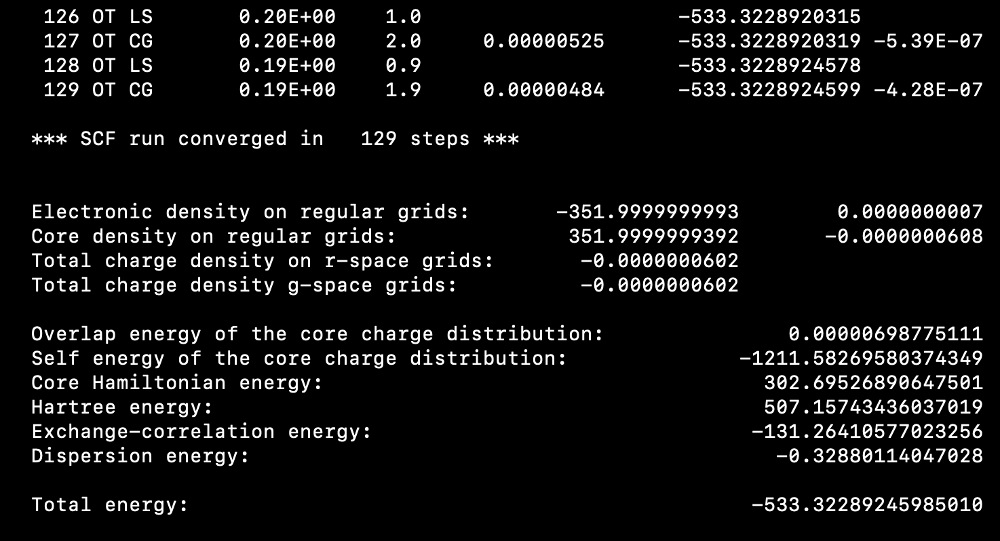 126 OT LS       0.20E+00    1.0                     -533.3228920315
127 OT CG       0.20E+00    2.0     0.00000525      -533.3228920319 -5.39E-07
128 OT LS       0.19E+00    0.9                     -533.3228924578
129 OT CG       0.19E+00    1.9     0.00000484      -533.3228924599 -4.28E-07
*** SCF run converged in   129 steps ***
Electronic density on regular grids:       -351.9999999993        0.0000000007
Core density on regular grids:              351.9999999392       -0.0000000608
Total charge density on r-space grids:       -0.0000000602
Total charge density g-space grids:          -0.0000000602
Overlap energy of the core charge distribution:               0.00000698775111
Self energy of the core charge distribution:              -1211.58269580374349
Core Hamiltonian energy:                                    302.69526890647501
Hartree energy:                                             507.15743436037019
Exchange-correlation energy:                               -131.26410577023256
Dispersion energy:                                           -0.32880114047028
Total energy:                                              -533.32289245985010